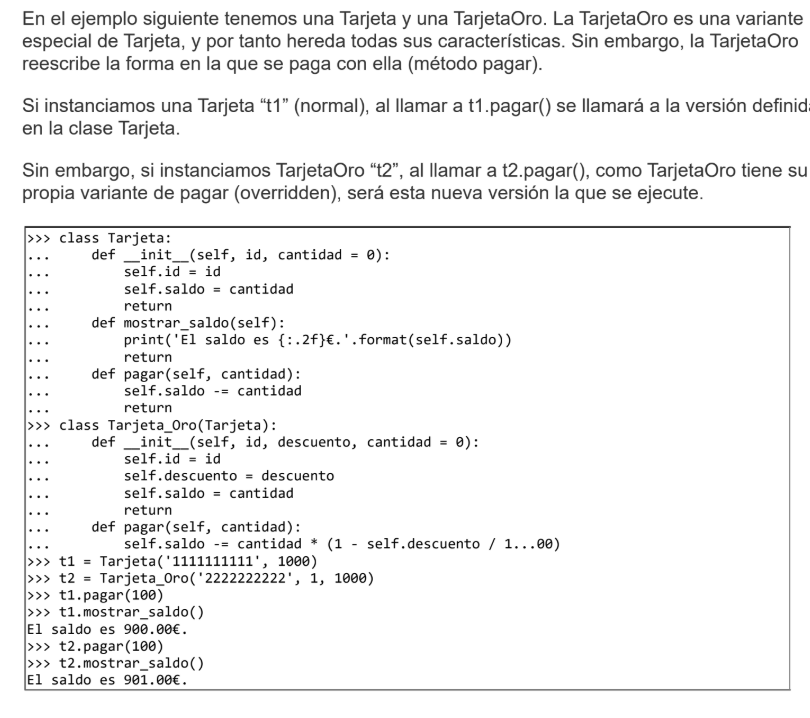 En el ejemplo siguiente tenemos una Tarjeta y una TarjetaOro. La TarjetaOro es una variante
especial de Tarjeta, y por tanto hereda todas sus características. Sin embargo, la TarjetaOro
reescribe la forma en la que se paga con ella (método pagar).
Si instanciamos una Tarjeta “t1” (normal), al llamar a t1.pagar() se llamará a la versión definid
en la clase Tarjeta.
Sin embargo, si instanciamos TarjetaOro “t2”, al llamar a t2.pagar(), como TarjetaOro tiene su
propia variante de pagar (overridden), será esta nueva versión la que se ejecute.
>>> class Tarjeta:
...     def __init__(self, id, cantidad = 0):
...         self.id = id
...         self.saldo = cantidad
...         return
...     def mostrar_saldo(self):
...         print('El saldo es {:.2f}€.'.format(self.saldo))
...         return
...     def pagar(self, cantidad):
...         self.saldo -= cantidad
...         return
>>> class Tarjeta_Oro(Tarjeta):
...     def __init__(self, id, descuento, cantidad = 0):
...         self.id = id
...         self.descuento = descuento
...         self.saldo = cantidad
...         return
...     def pagar(self, cantidad):
...         self.saldo -= cantidad * (1 - self.descuento / 1...00)
>>> t1 = Tarjeta('1111111111', 1000)
>>> t2 = Tarjeta_Oro('2222222222', 1, 1000)
>>> t1.pagar(100)
>>> t1.mostrar_saldo()
El saldo es 900.00€.
>>> t2.pagar(100)
>>> t2.mostrar_saldo()
El saldo es 901.00€.